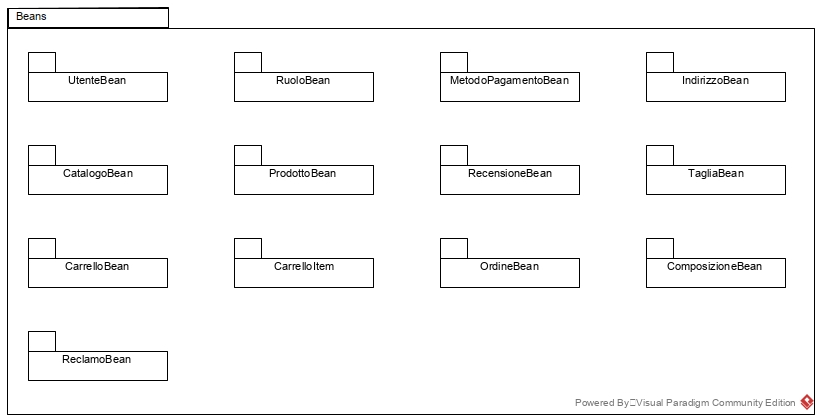 Beans
UtenteBean
RuoloBean
MetodoPagamentoBean
IndirizzoBean
CatalogoBean
ProdottoBean
RecensioneBean
TagliaBean
CarrelloBean
CarrelloItem
OrdineBean
ComposizioneBean
ReclamoBean
Powered By Visual Paradigm Community Edition